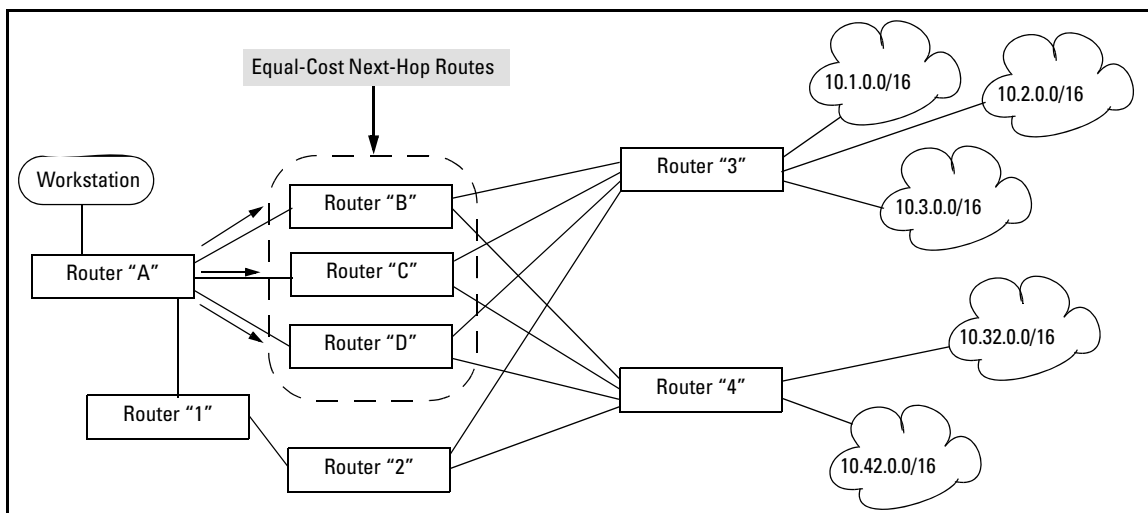 Equal-Cost Next-Hop Routes
10.1.0.0/16
10.2.0.0/16
Router “3”
Workstation
Router “B”
10.3.0.0/16
Router “A”
Router “C”
Router “D”
10.32.0.0/16
Router “4”
Router “1”
Router “2”
10.42.0.0/16